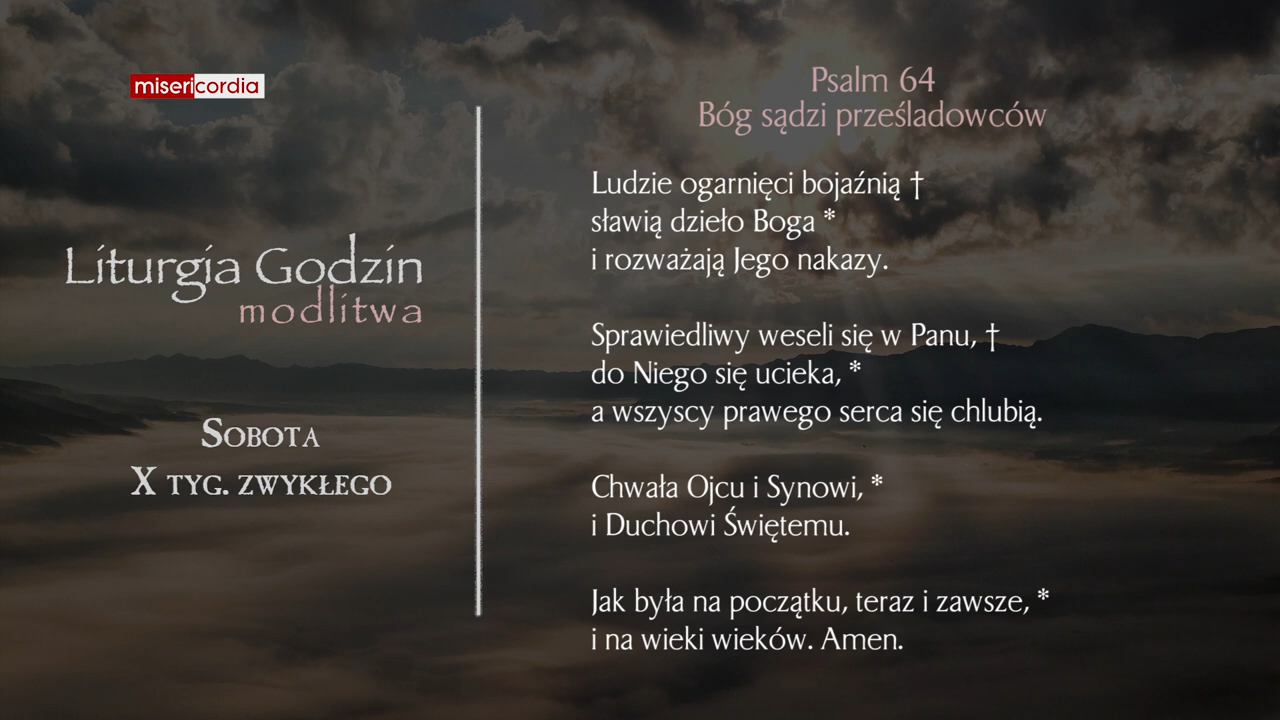 misericordia
Liturgia Godzin
modlitwa
Sobota
X tyg. zwykłego
Psalm 64
Bóg sądzi prześladowców
Ludzie ogarnięci bojaźnią †
sławią dzieło Boga *
i rozważają Jego nakazy.
Sprawiedliwy weseli się w Panu, †
do Niego się ucieka, *
a wszyscy prawego serca się chlubią.
Chwała Ojcu i Synowi, *
i Duchowi Świętemu.
Jak była na początku, teraz i zawsze, *
i na wieki wieków. Amen.